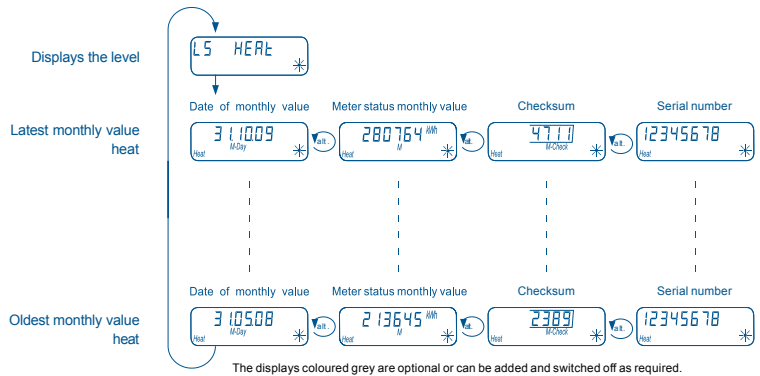 Displays the level
LS HEAt
Date of monthly value Meter status monthly value Checksum Serial number
Latest monthly value
heat
31.10.09 M-Day Heat alt. 280764 kWh M Heat alt. 4711 M-Check Heat alt. 12345678
Date of monthly value Meter status monthly value Checksum Serial number
Oldest monthly value
heat
31.05.08 M-Day Heat alt. 213645 kWh M Heat alt. 2389 M-Check Heat alt. 12345678
The displays coloured grey are optional or can be added and switched off as required.